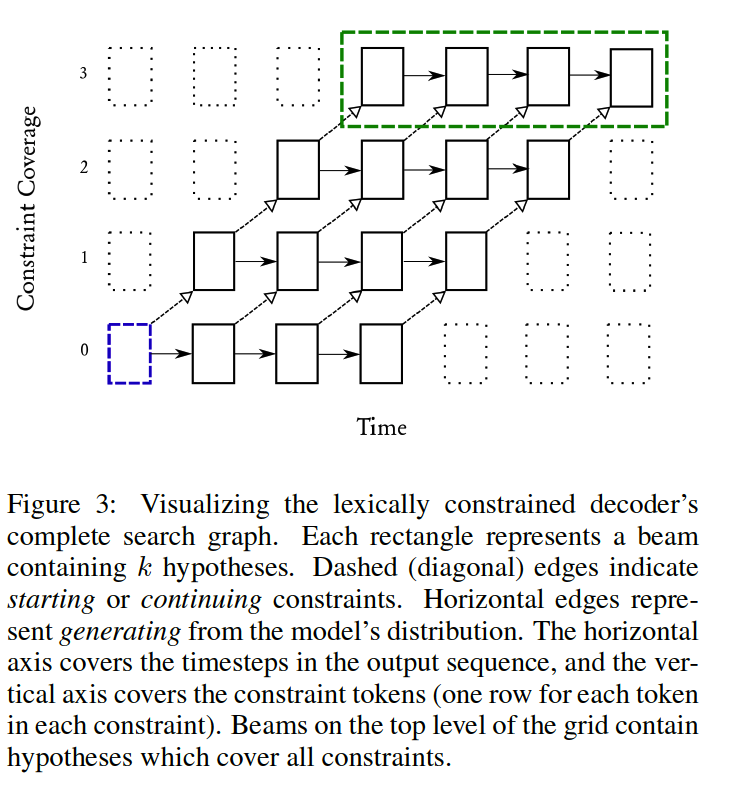 3
2
1
0
Constraint Coverage
Time
Figure 3: Visualizing the lexically constrained decoder's
complete search graph. Each rectangle represents a beam
containing k hypotheses. Dashed (diagonal) edges indicate
starting or continuing constraints. Horizontal edges repre-
sent generating from the model's distribution. The horizontal
axis covers the timesteps in the output sequence, and the ver-
tical axis covers the constraint tokens (one row for each token
in each constraint). Beams on the top level of the grid contain
hypotheses which cover all constraints.